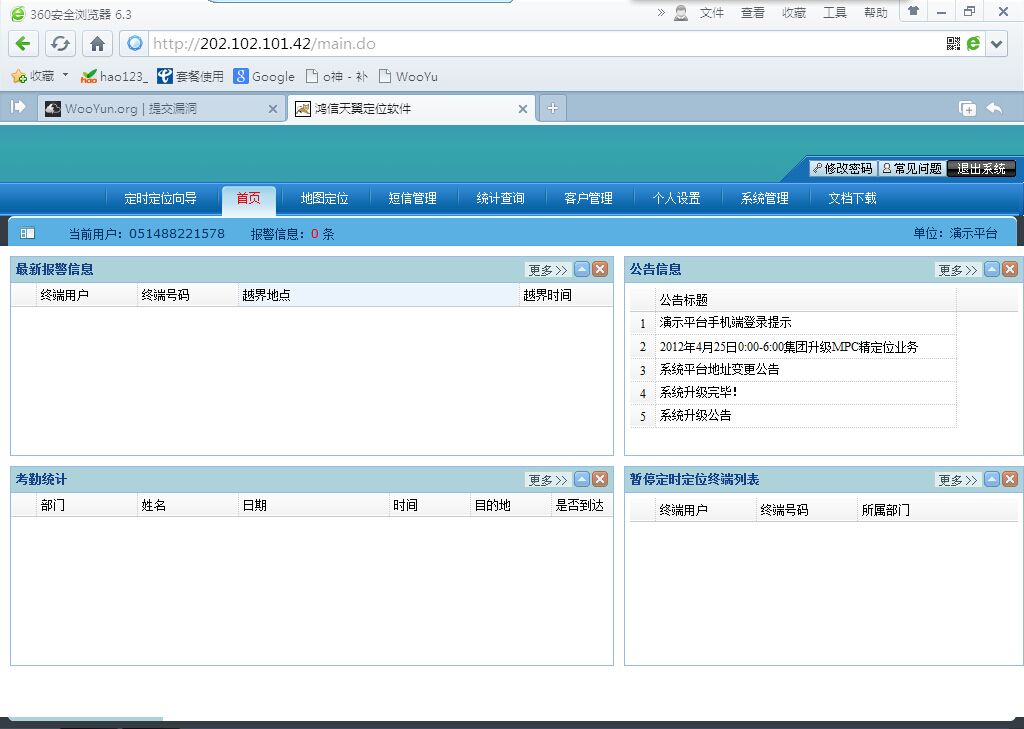 360安全浏览器 6.3
» 文件 查看 收藏 工具 帮助
http://202.102.101.42/main.do
收藏 hao123_ 套餐使用 Google o神 - 补 WooYu
WooYun.org | 提交漏洞 鸿信天翼定位软件
修改密码 常见问题 退出系统
定时定位向导 首页 地图定位 短信管理 统计查询 客户管理 个人设置 系统管理 文档下载
当前用户：051488221578 报警信息：0 条 单位：演示平台
最新报警信息 更多>>
终端用户 终端号码 越界地点 越界时间
公告信息 更多>>
公告标题
1 演示平台手机端登录提示
2 2012年4月25日0:00-6:00集团升级MPC精定位业务
3 系统平台地址变更公告
4 系统升级完毕！
5 系统升级公告
考勤统计 更多>>
部门 姓名 日期 时间 目的地 是否到达
暂停定时定位终端列表 更多>>
终端用户 终端号码 所属部门